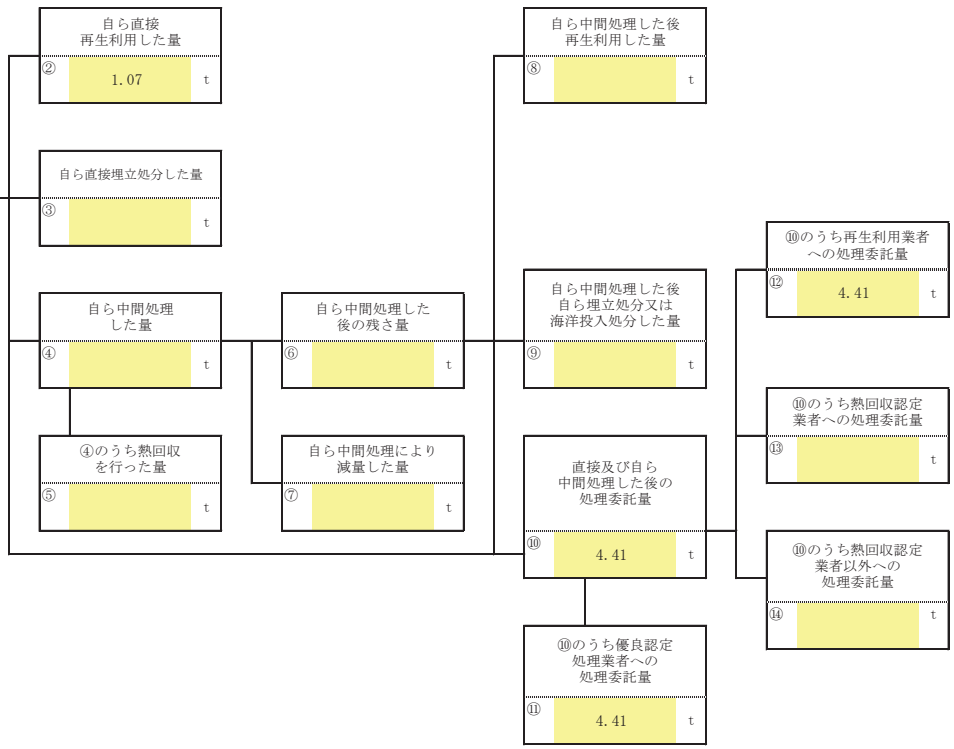 自ら直接
再生利用した量
② 1.07 t
自ら中間処理した後
再生利用した量
⑧ t
自ら直接埋立処分した量
③ t
⑩のうち再生利用業者
への処理委託量
⑫ 4.41 t
自ら中間処理
した量
④ t
自ら中間処理した
後の残さ量
⑥ t
自ら中間処理した後
自ら埋立処分又は
海洋投入処分した量
⑨ t
⑩のうち熱回収認定
業者への処理委託量
⑬ t
④のうち熱回収
を行った量
⑤ t
自ら中間処理により
減量した量
⑦ t
直接及び自ら
中間処理した後の
処理委託量
⑩ 4.41 t
⑩のうち熱回収認定
業者以外への
処理委託量
⑭ t
⑩のうち優良認定
処理業者への
処理委託量
⑪ 4.41 t